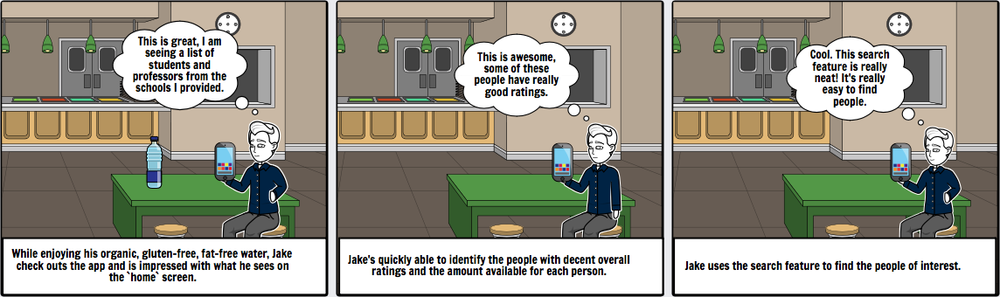 This is great, I am
seeing a list of
students and
professors from the
schools I provided.
While enjoying his organic, gluten-free, fat-free water, Jake
check outs the app and is impressed with what he sees on
the `home` screen.
This is awesome,
some of these
people have really
good ratings.
Jake's quickly able to identify the people with decent overall
ratings and the amount available for each person.
Cool. This search
feature is really
neat! It's really
easy to find
people.
Jake uses the search feature to find the people of interest.